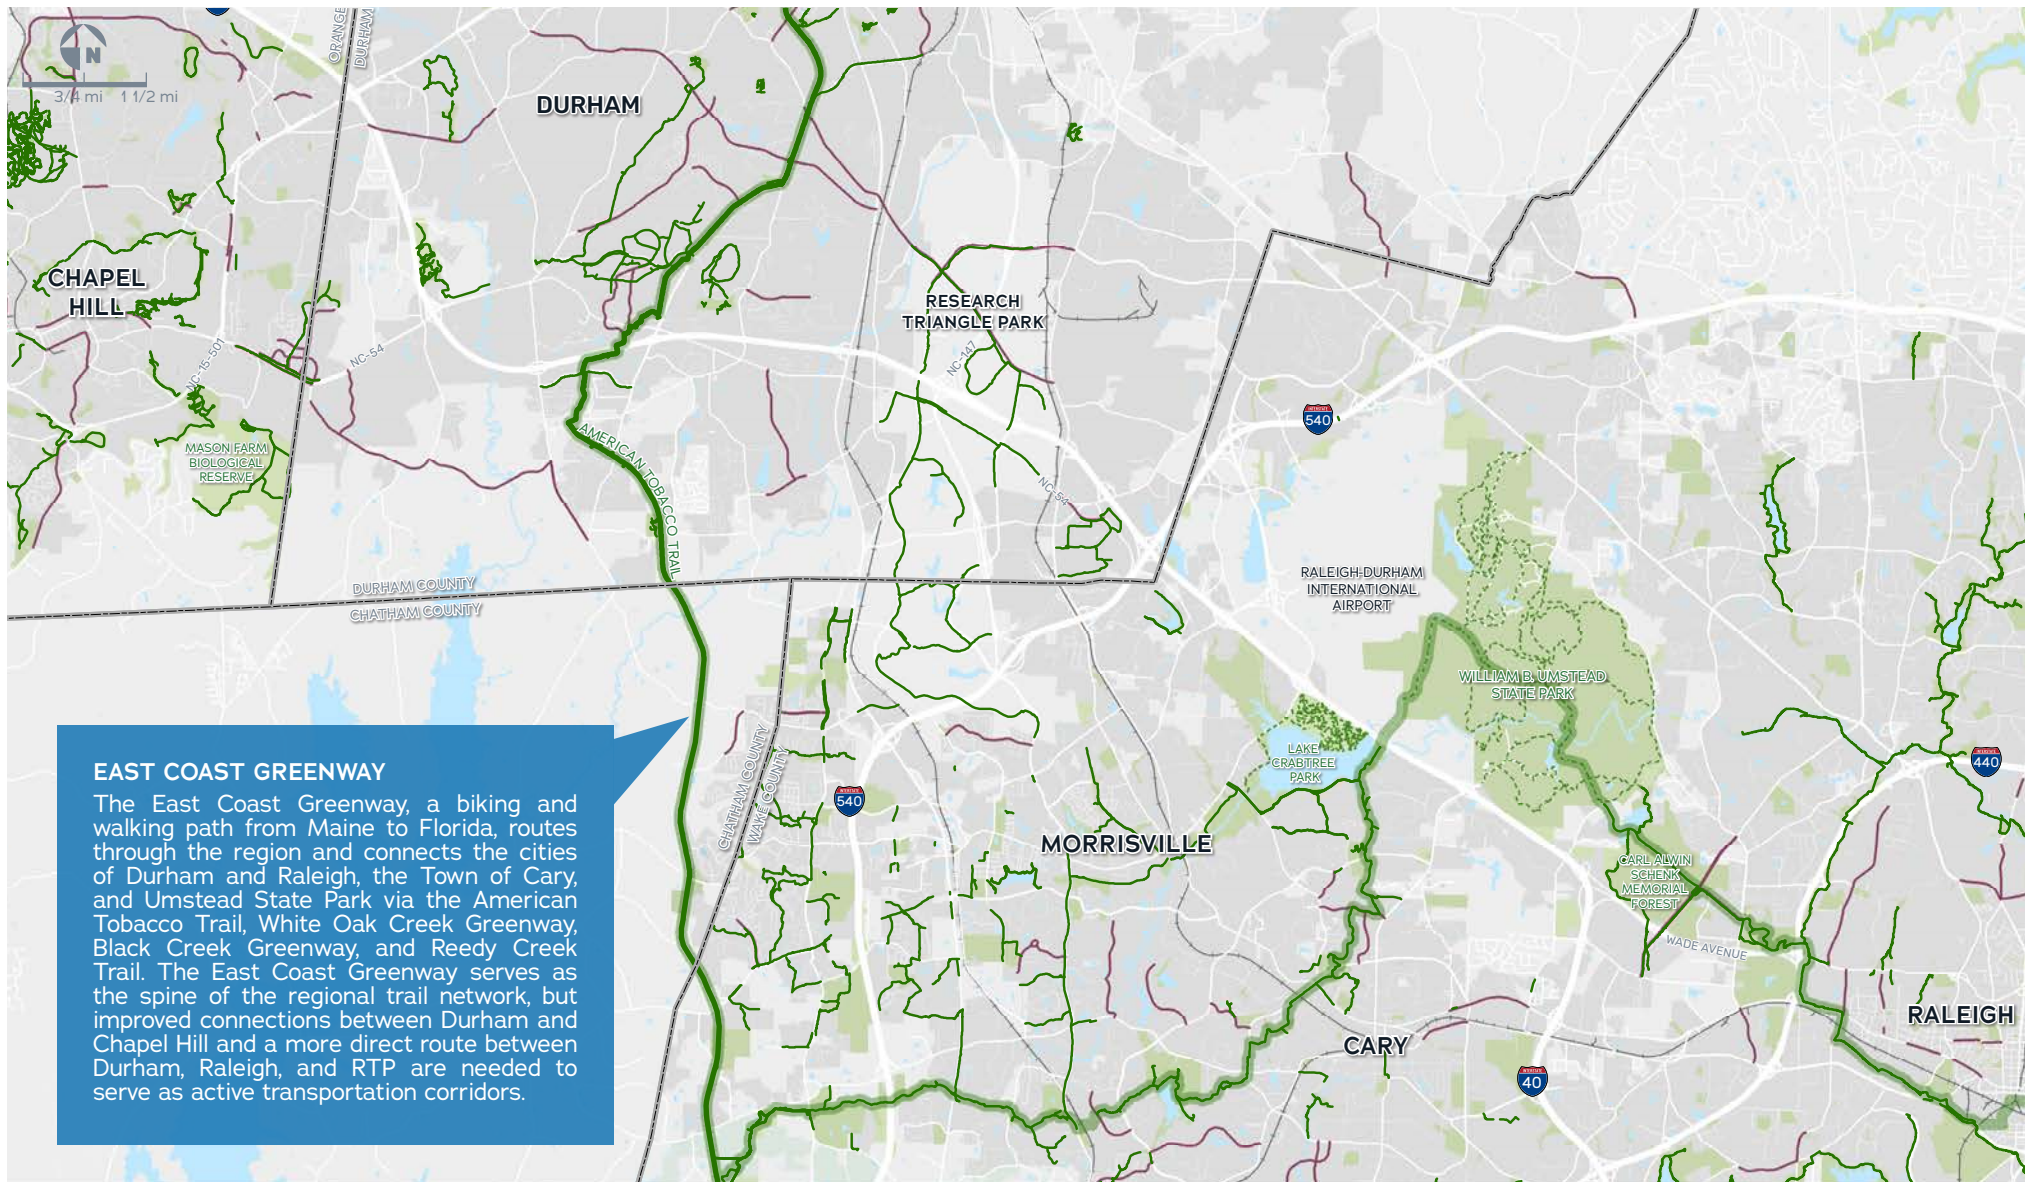 ORANGE
DURHAM
N
3/4 mi 1 1/2 mi
DURHAM
CHAPEL
HILL
RESEARCH
TRIANGLE PARK
NC-147
NC-15-501
NC-54
INTERSTATE
540
MASON FARM
BIOLOGICAL
RESERVE
AMERICAN TOBACCO TRAIL
NC-54
DURHAM COUNTY
CHATHAM COUNTY
RALEIGH-DURHAM
INTERNATIONAL
AIRPORT
WILLIAM B. UMSTEAD
STATE PARK
LAKE
CRABTREE
PARK
CHATHAM COUNTY
WAKE COUNTY
INTERSTATE
440
INTERSTATE
540
MORRISVILLE
CARL ALWIN
SCHENK
MEMORIAL
FOREST
WADE AVENUE
RALEIGH
CARY
INTERSTATE
40
EAST COAST GREENWAY
The East Coast Greenway, a biking and
walking path from Maine to Florida, routes
through the region and connects the cities
of Durham and Raleigh, the Town of Cary,
and Umstead State Park via the American
Tobacco Trail, White Oak Creek Greenway,
Black Creek Greenway, and Reedy Creek
Trail. The East Coast Greenway serves as
the spine of the regional trail network, but
improved connections between Durham and
Chapel Hill and a more direct route between
Durham, Raleigh, and RTP are needed to
serve as active transportation corridors.